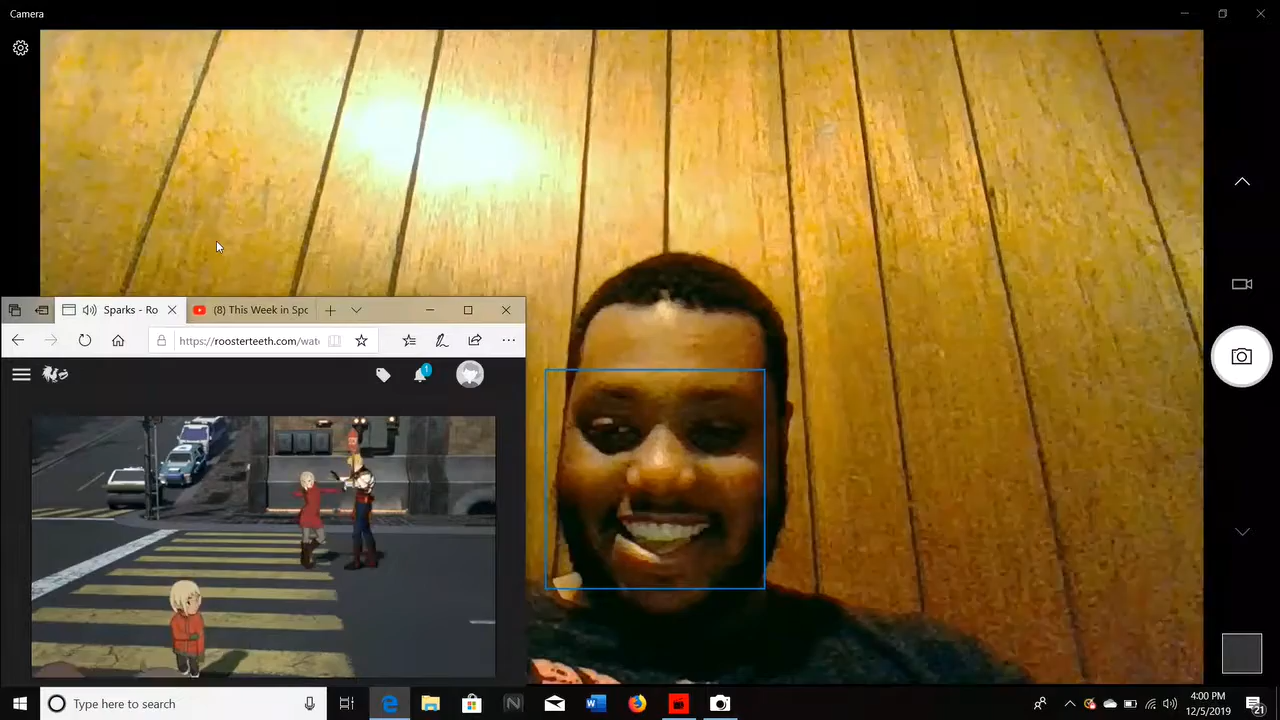 Camera
Sparks - Ro
(8) This Week in Spo
https://roosterteeth.com/wat
1
Type here to search
4:00 PM
12/5/2019
21